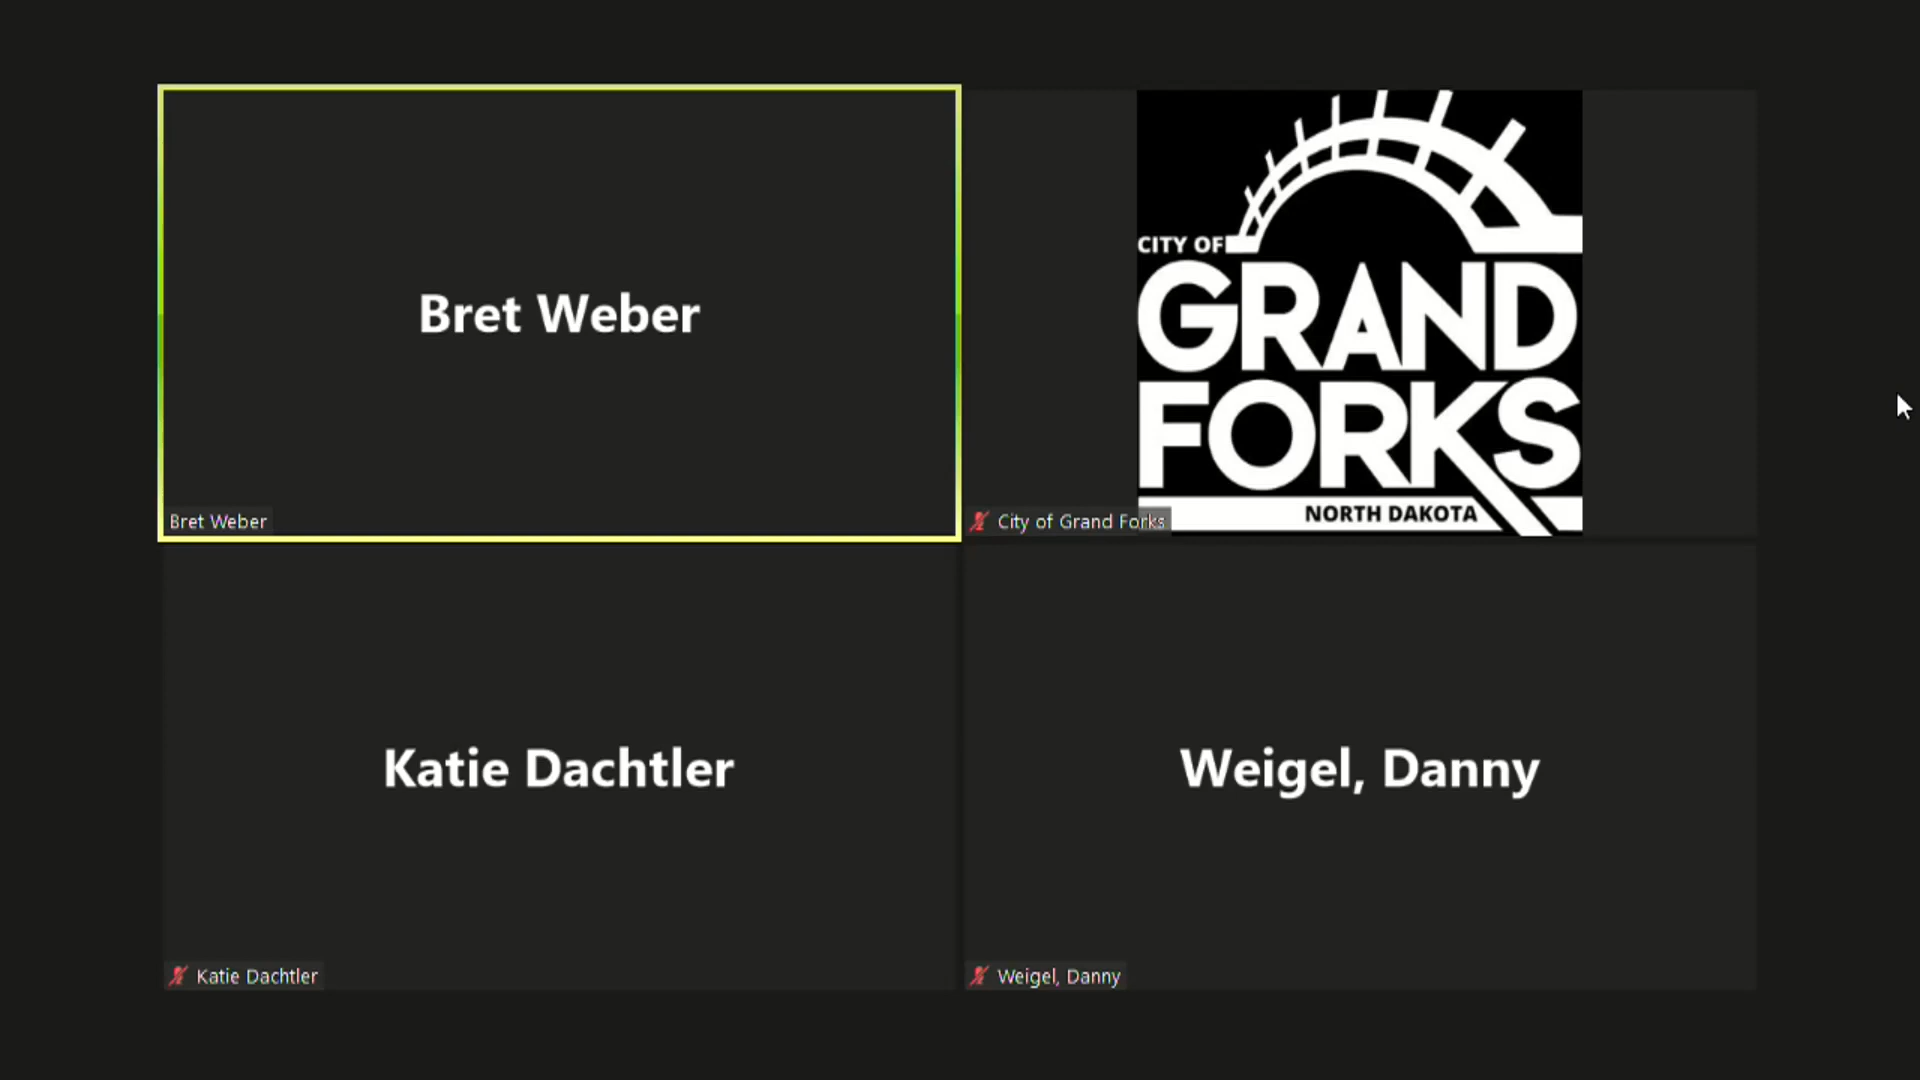 Bret Weber
Bret Weber
CITY OF
GRAND
FORKS
NORTH DAKOTA
City of Grand Forks
Katie Dachtler
Katie Dachtler
Weigel, Danny
Weigel, Danny